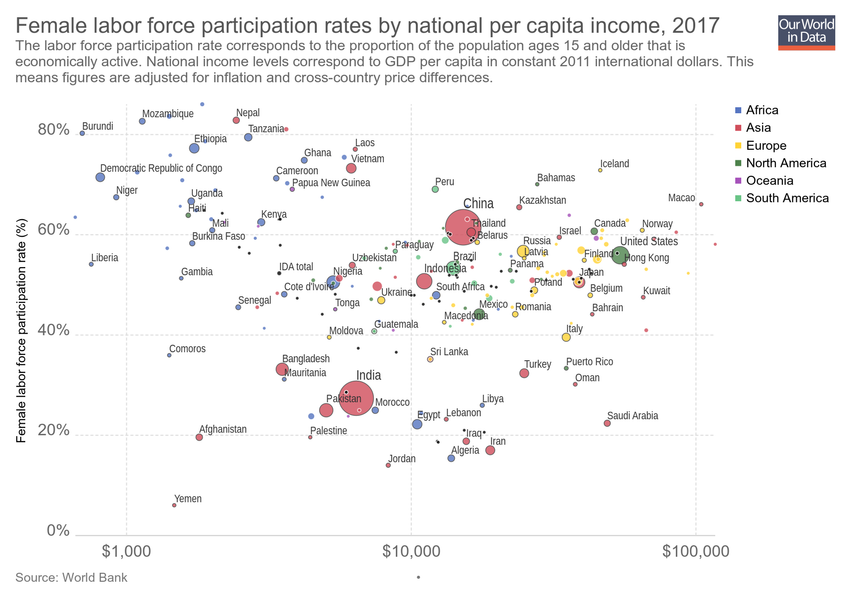 Female labor force participation rates by national per capita income, 2017
Our World
in Data
The labor force participation rate corresponds to the proportion of the population ages 15 and older that is
economically active. National income levels correspond to GDP per capita in constant 2011 international dollars. This
means figures are adjusted for inflation and cross-country price differences.
Female labor force participation rate (%)
80%
60%
40%
20%
0%
Africa
Asia
Europe
North America
Oceania
South America
Mozambique
Nepal
Burundi
Tanzania
Ethiopia
Laos
Ghana
Vietnam
Iceland
Democratic Republic of Congo
Cameroon
Papua New Guinea
Peru
Bahamas
Niger
Uganda
Kazakhstan
Macao
Haiti
China
Kenya
Mali
Thailand
Canada
Norway
Burkina Faso
Belarus
Israel
Paraguay
Russia
United States
Latvia
Finland
Liberia
Uzbekistan
Brazil
Hong Kong
Gambia
IDA total
Nigeria
Indonesia
Panama
Japan
Cote d'Ivoire
South Africa
Poland
Belgium
Kuwait
Senegal
Tonga
Ukraine
Mexico
Romania
Bahrain
Macedonia
Moldova
Guatemala
Italy
Comoros
Sri Lanka
Bangladesh
Mauritania
India
Turkey
Puerto Rico
Oman
Pakistan
Morocco
Libya
Egypt
Lebanon
Saudi Arabia
Afghanistan
Palestine
Iraq
Iran
Algeria
Jordan
Yemen
$1,000
$10,000
$100,000
Source: World Bank